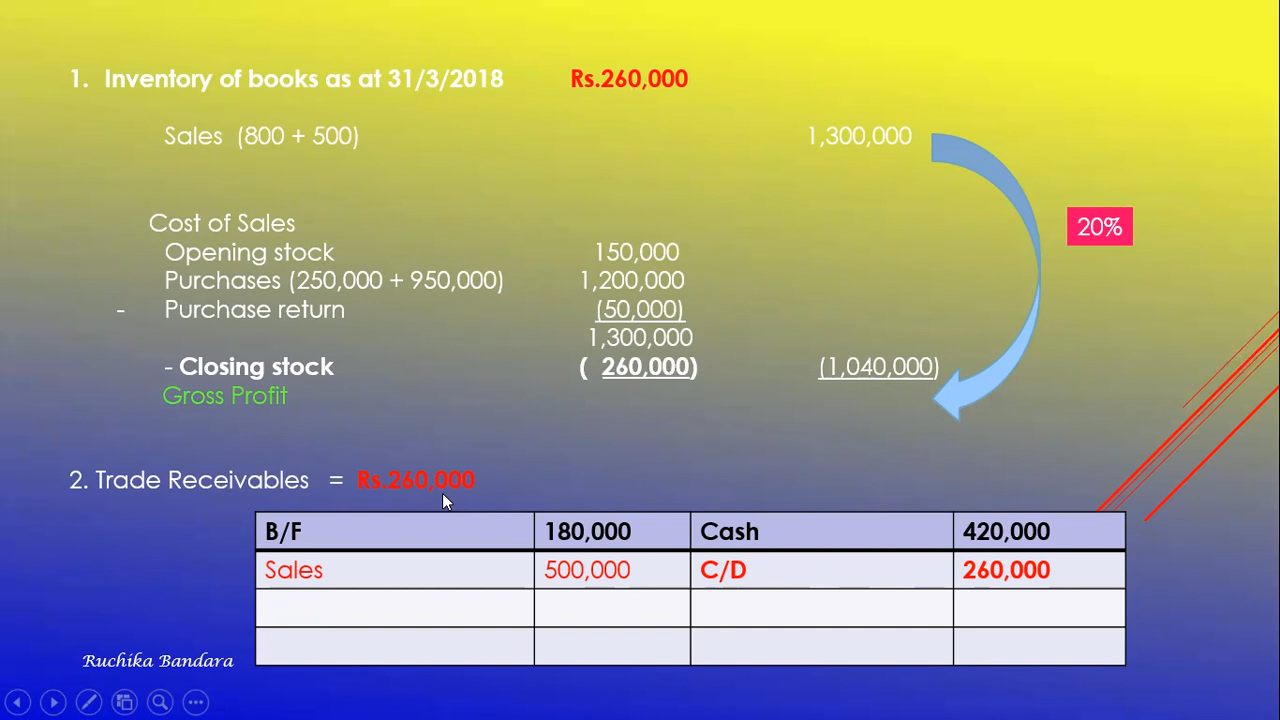 1. Inventory of books as at 31/3/2018 Rs.260,000
Sales (800 + 500) 1,300,000
20%
Cost of Sales
Opening stock 150,000
Purchases (250,000 + 950,000) 1,200,000
- Purchase return (50,000)
1,300,000
- Closing stock ( 260,000) (1,040,000)
Gross Profit
2. Trade Receivables = Rs.260,000
B/F 180,000 Cash 420,000
Sales 500,000 C/D 260,000
Ruchika Bandara